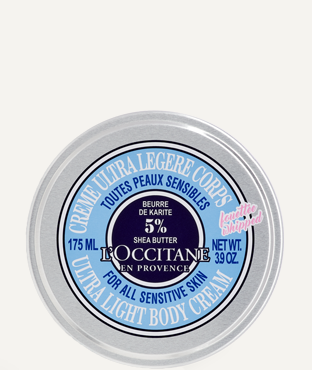 CREME ULTRA LEGERE CORPS
TOUTES PEAUX SENSIBLES
fouettée
whipped
BEURRE
DE KARITE
5%
SHEA BUTTER
175 ML
NET WT.
3.9 OZ.
L'OCCITANE
EN PROVENCE
FOR ALL SENSITIVE SKIN
ULTRA LIGHT BODY CREAM